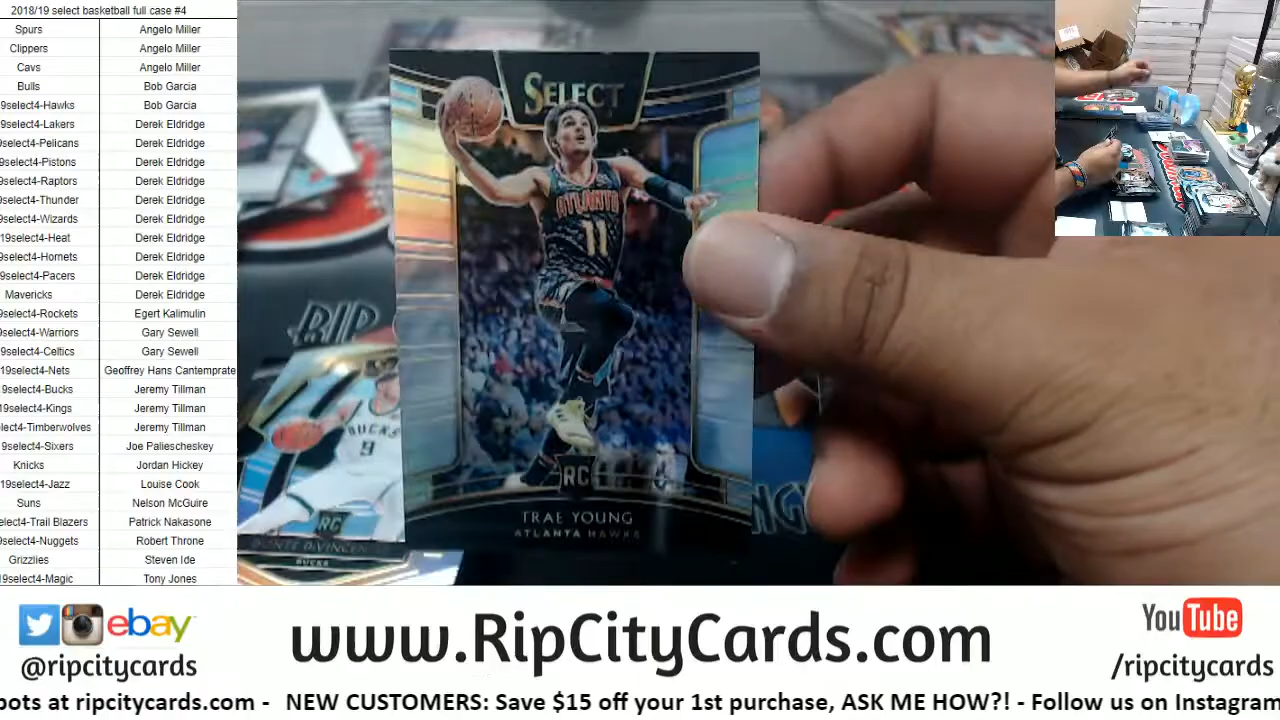 2018/19 select basketball full case #4
Spurs Angelo Miller
Clippers Angelo Miller
Cavs Angelo Miller
Bulls Bob Garcia
9select4-Hawks Bob Garcia
9select4-Lakers Derek Eldridge
9select4-Pelicans Derek Eldridge
9select4-Pistons Derek Eldridge
9select4-Raptors Derek Eldridge
9select4-Thunder Derek Eldridge
9select4-Wizards Derek Eldridge
19select4-Heat Derek Eldridge
9select4-Hornets Derek Eldridge
9select4-Pacers Derek Eldridge
Mavericks Derek Eldridge
9select4-Rockets Egert Kalimulin
9select4-Warriors Gary Sewell
9select4-Celtics Gary Sewell
19select4-Nets Geoffrey Hans Cantemprate
9select4-Bucks Jeremy Tillman
19select4-Kings Jeremy Tillman
elect4-Timberwolves Jeremy Tillman
9select4-Sixers Joe Paliescheskey
Knicks Jordan Hickey
19select4-Jazz Louise Cook
Suns Nelson McGuire
elect4-Trail Blazers Patrick Nakasone
9select4-Nuggets Robert Throne
Grizzlies Steven Ide
19select4-Magic Tony Jones
SELECT
ATLANTA
11
RC
TRAE YOUNG
ATLANTA HAWKS
RIP
BUCKS
9
RC
BUCKS
ebay
@ripcitycards
www.RipCityCards.com
YouTube
/ripcitycards
pots at ripcitycards.com - NEW CUSTOMERS: Save $15 off your 1st purchase, ASK ME HOW?! - Follow us on Instagram